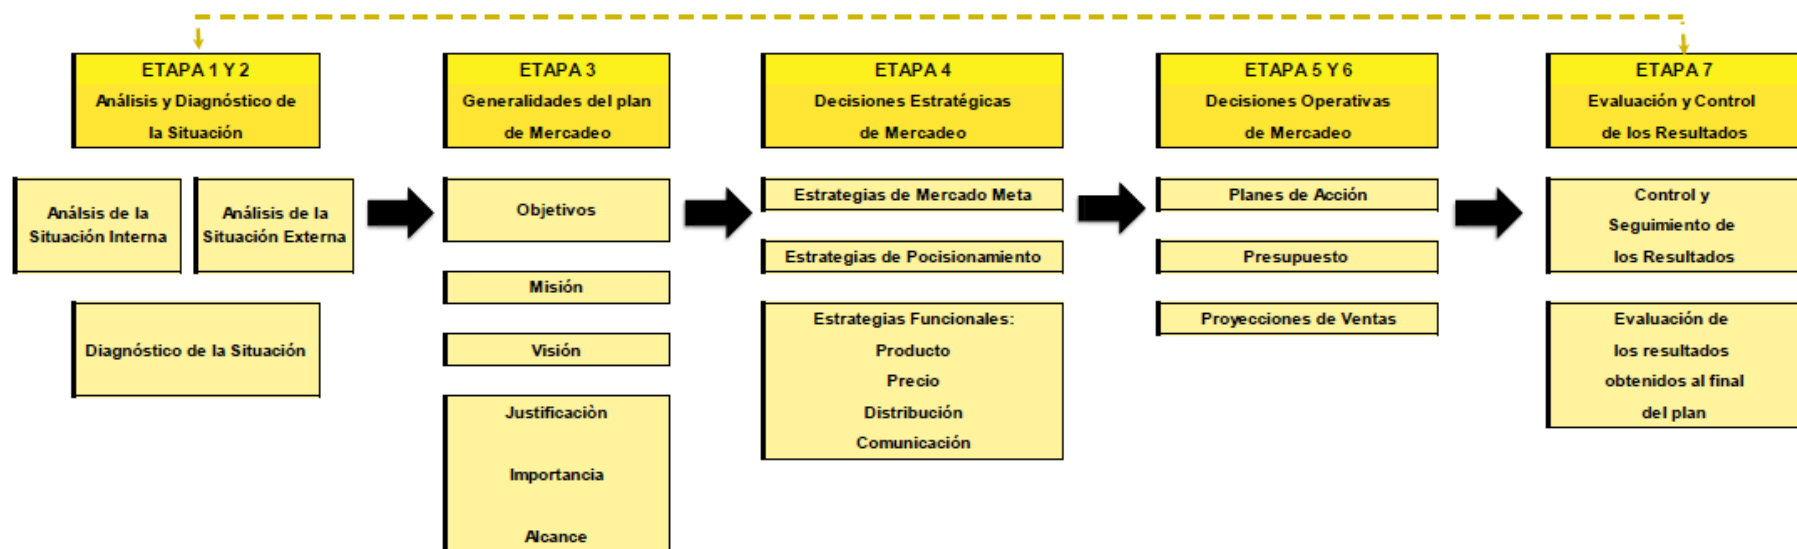 ETAPA 1 Y 2
Análisis y Diagnóstico de
la Situación
Análsis de la
Situación Interna
Análisis de la
Situación Externa
Diagnóstico de la Situación
ETAPA 3
Generalidades del plan
de Mercadeo
Objetivos
Misión
Visión
Justificaciòn
Importancia
Alcance
ETAPA 4
Decisiones Estratégicas
de Mercadeo
Estrategias de Mercado Meta
Estrategias de Pocisionamiento
Estrategias Funcionales:
Producto
Precio
Distribución
Comunicación
ETAPA 5 Y 6
Decisiones Operativas
de Mercadeo
Planes de Acción
Presupuesto
Proyecciones de Ventas
ETAPA 7
Evaluación y Control
de los Resultados
Control y
Seguimiento de
los Resultados
Evaluación de
los resultados
obtenidos al final
del plan